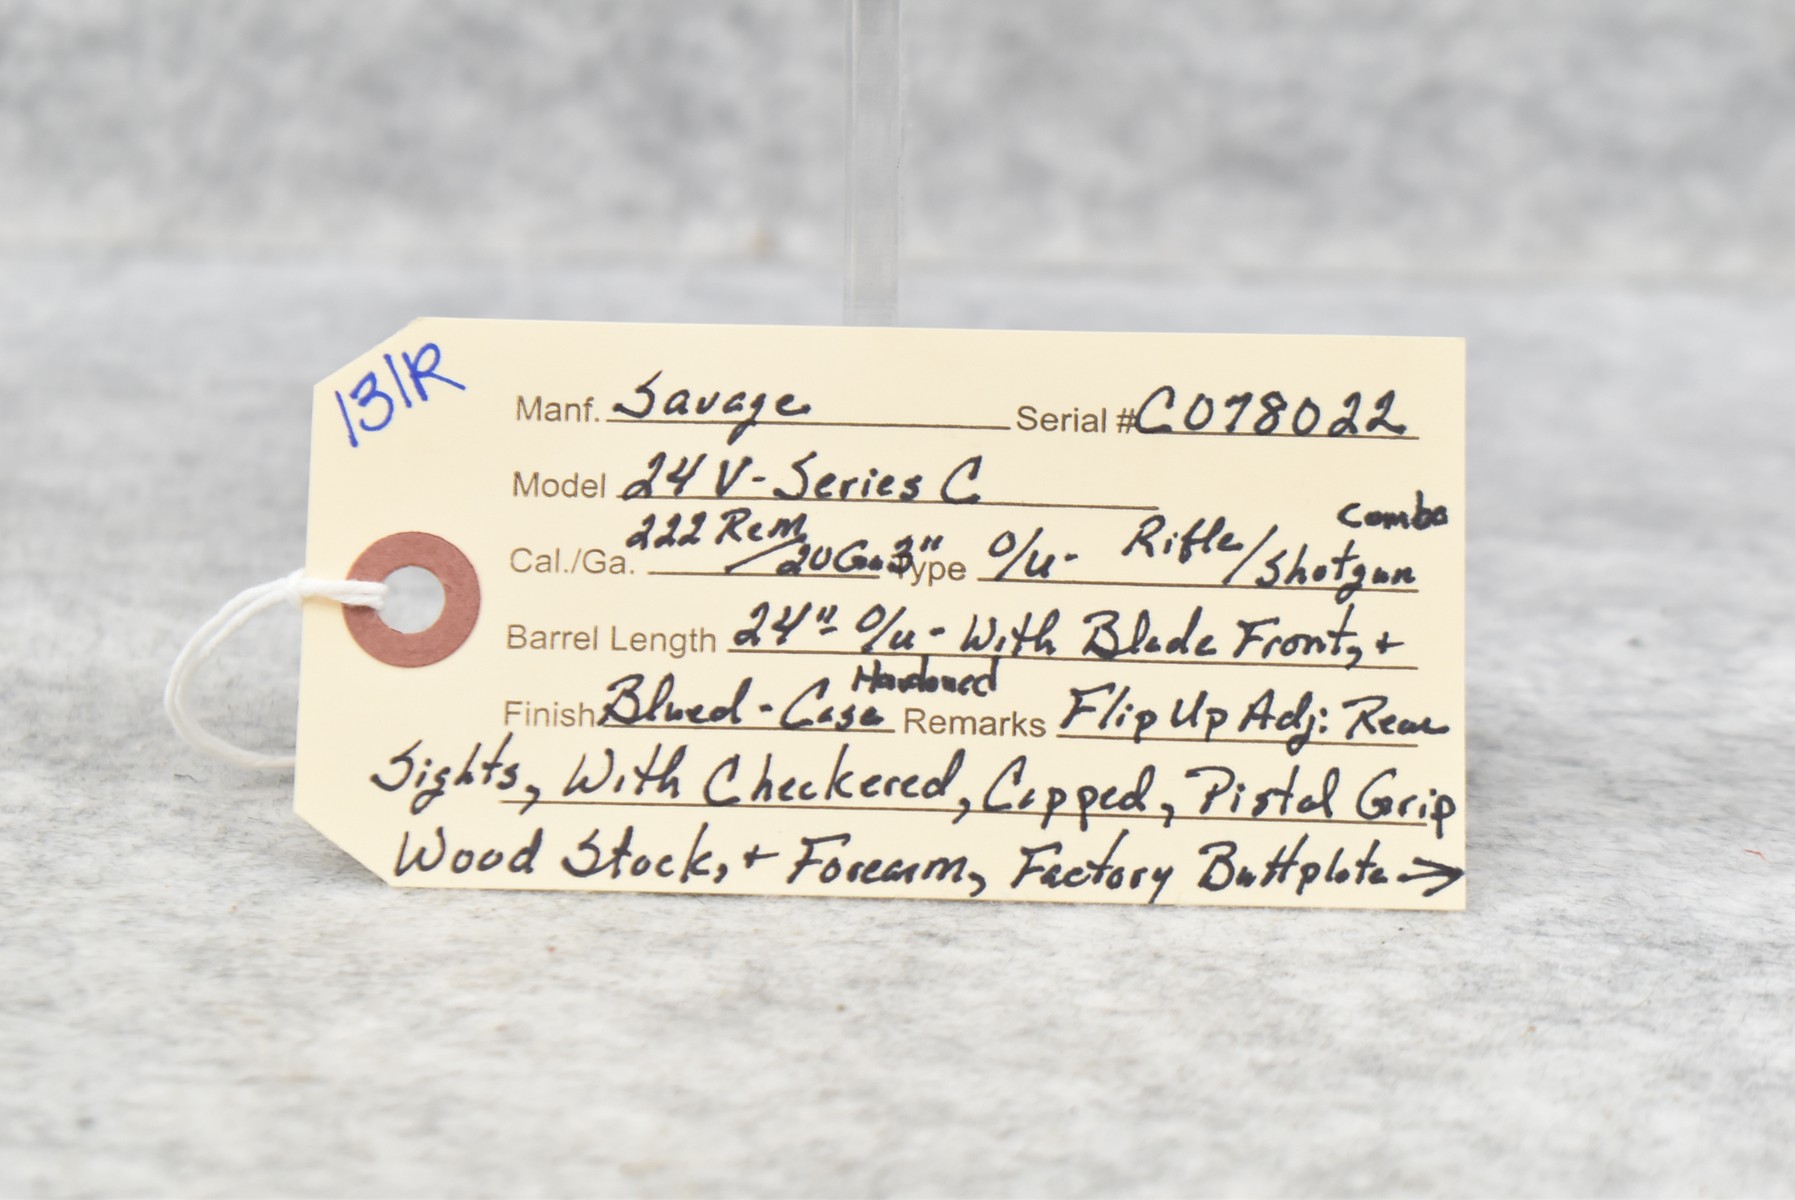 131R
Manf. Savage Serial # C078022
Model 24 V-Series C
Cal./Ga. 222 Rem/20Ga 3" Type O/u- Rifle/Shotgun Combo
Barrel Length 24"- O/u- With Blade Front, +
Finish Blued-Case Hardened Remarks Flip Up Adj: Rear
Sights, With Checkered, Capped, Pistol Grip
Wood Stock, + Forearm, Factory Buttplate →